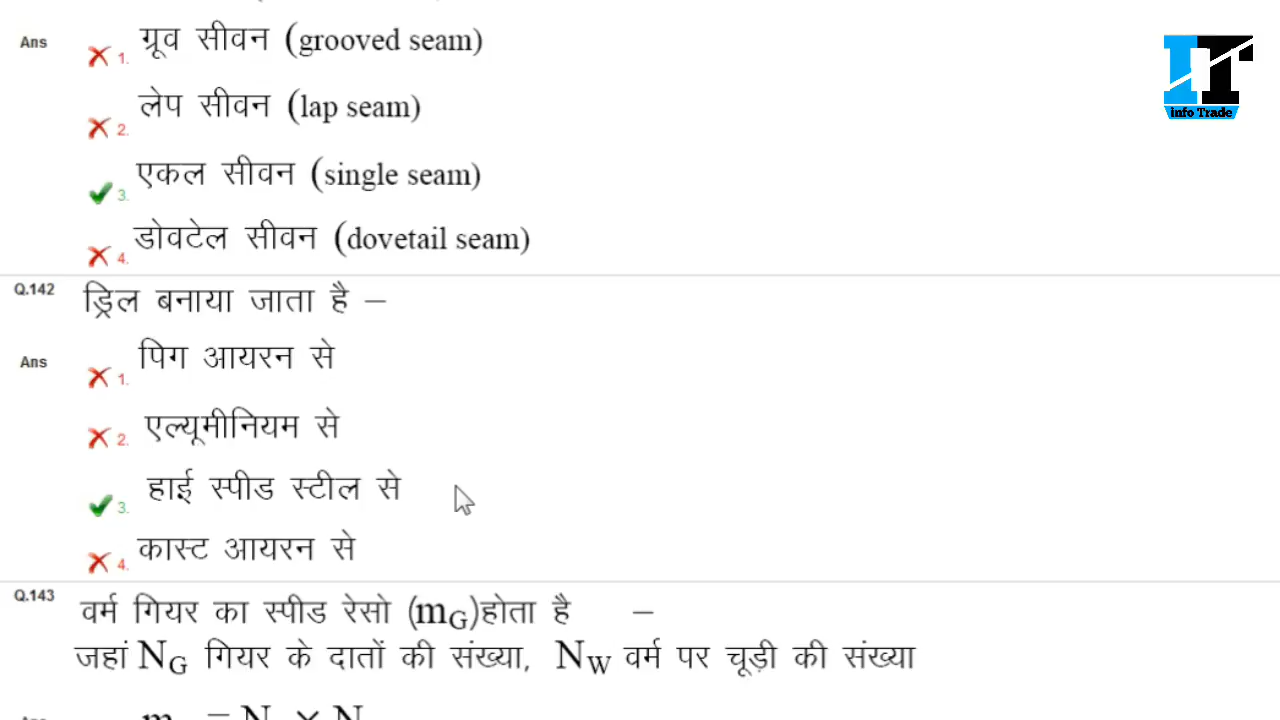 Ans
1. ग्रूव सीवन (grooved seam)
2. लेप सीवन (lap seam)
3. एकल सीवन (single seam)
4. डोवटेल सीवन (dovetail seam)
Q.142 ड्रिल बनाया जाता है –
Ans
1. पिग आयरन से
2. एल्यूमीनियम से
3. हाई स्पीड स्टील से
4. कास्ट आयरन से
Q.143 वर्म गियर का स्पीड रेसो (mG)होता है –
जहां NG गियर के दातों की संख्या, NW वर्म पर चूड़ी की संख्या
info Trade